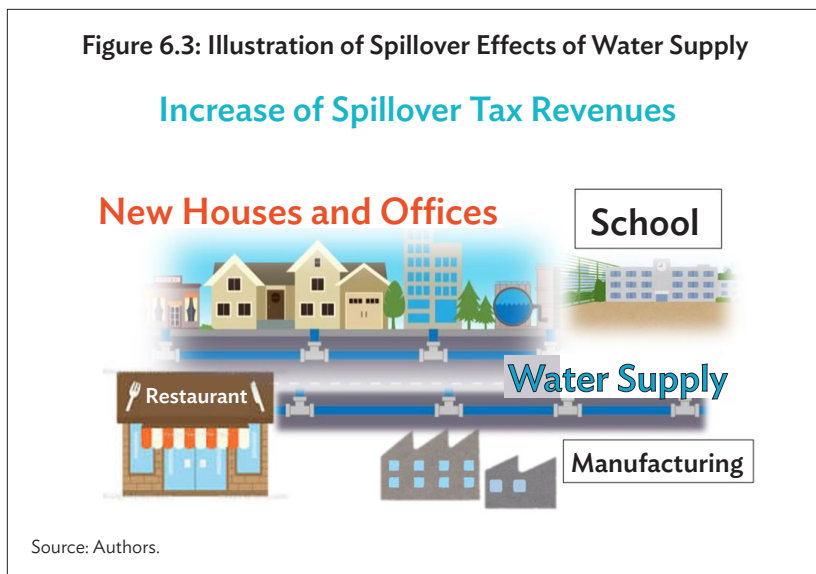 Figure 6.3: Illustration of Spillover Effects of Water Supply
Increase of Spillover Tax Revenues
New Houses and Offices
School
Water Supply
Restaurant
Manufacturing
Source: Authors.